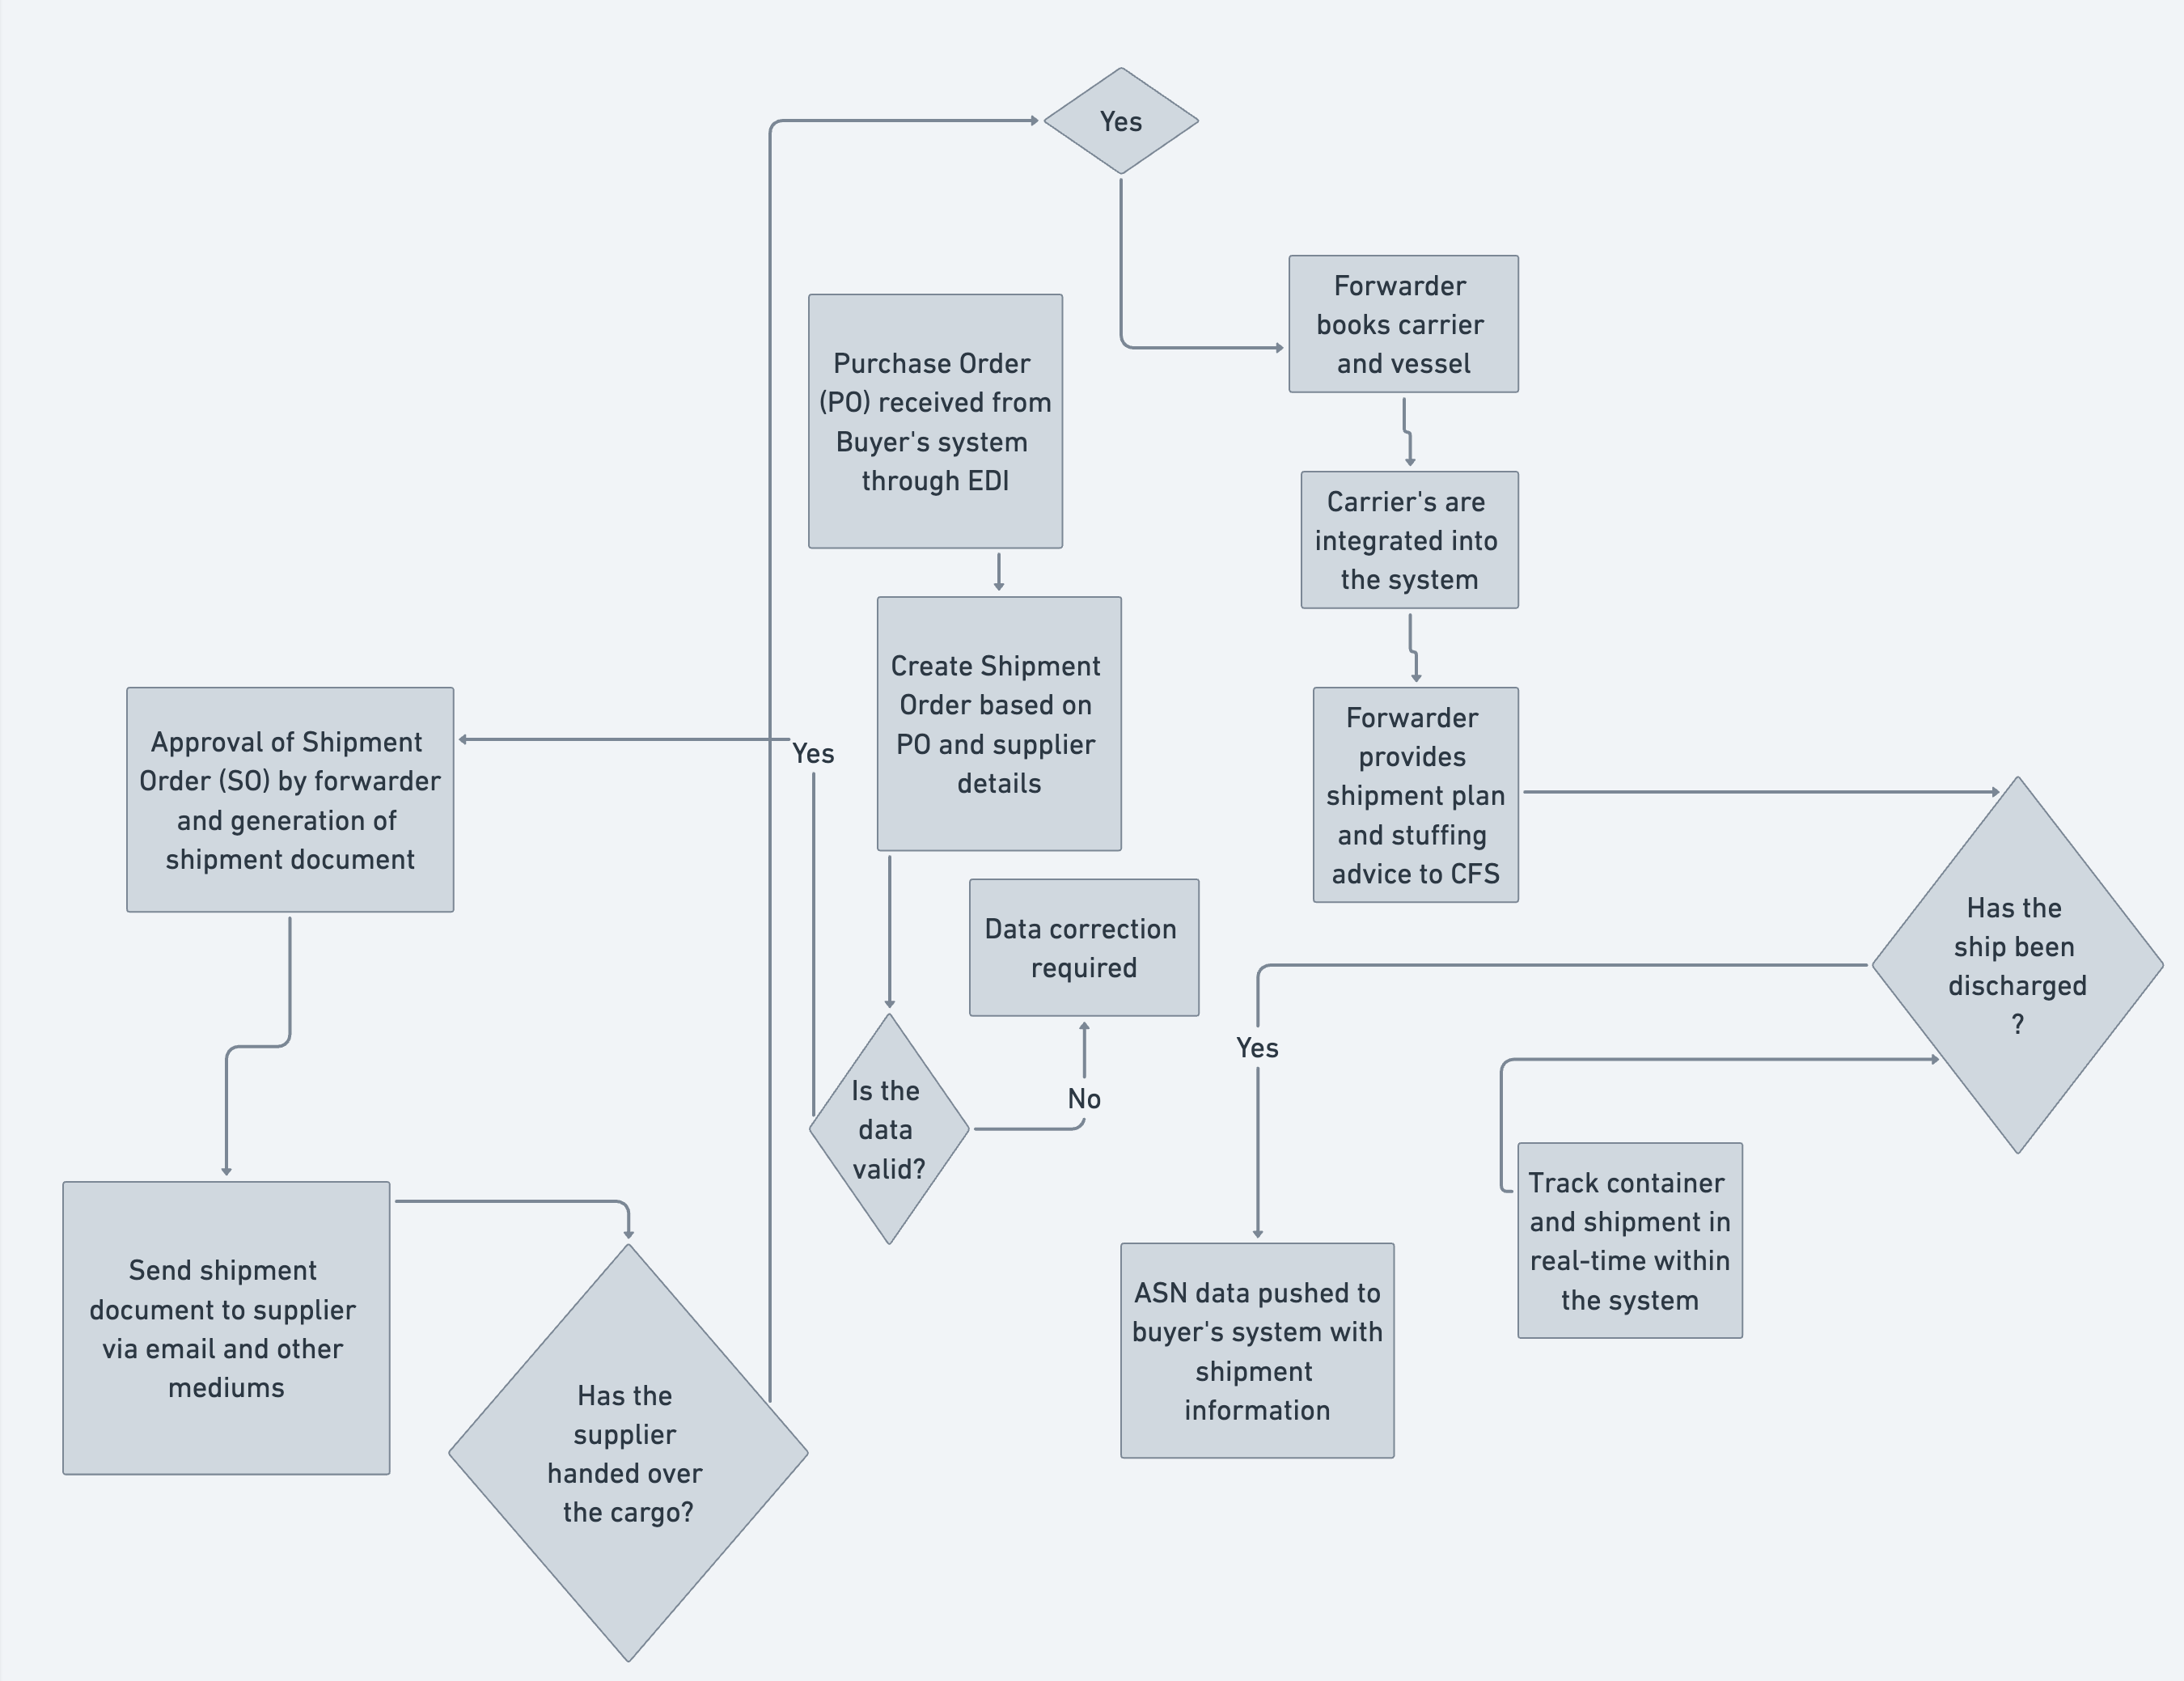 Yes
Forwarder
books carrier
and vessel
Purchase Order
(PO) received from
Buyer's system
through EDI
Carrier's are
integrated into
the system
Create Shipment
Order based on
PO and supplier
details
Yes
Approval of Shipment
Order (SO) by forwarder
and generation of
shipment document
Forwarder
provides
shipment plan
and stuffing
advice to CFS
Data correction
required
Has the
ship been
discharged
?
Yes
No
Is the
data
valid?
Track container
and shipment in
real-time within
the system
Send shipment
document to supplier
via email and other
mediums
ASN data pushed to
buyer's system with
shipment
information
Has the
supplier
handed over
the cargo?